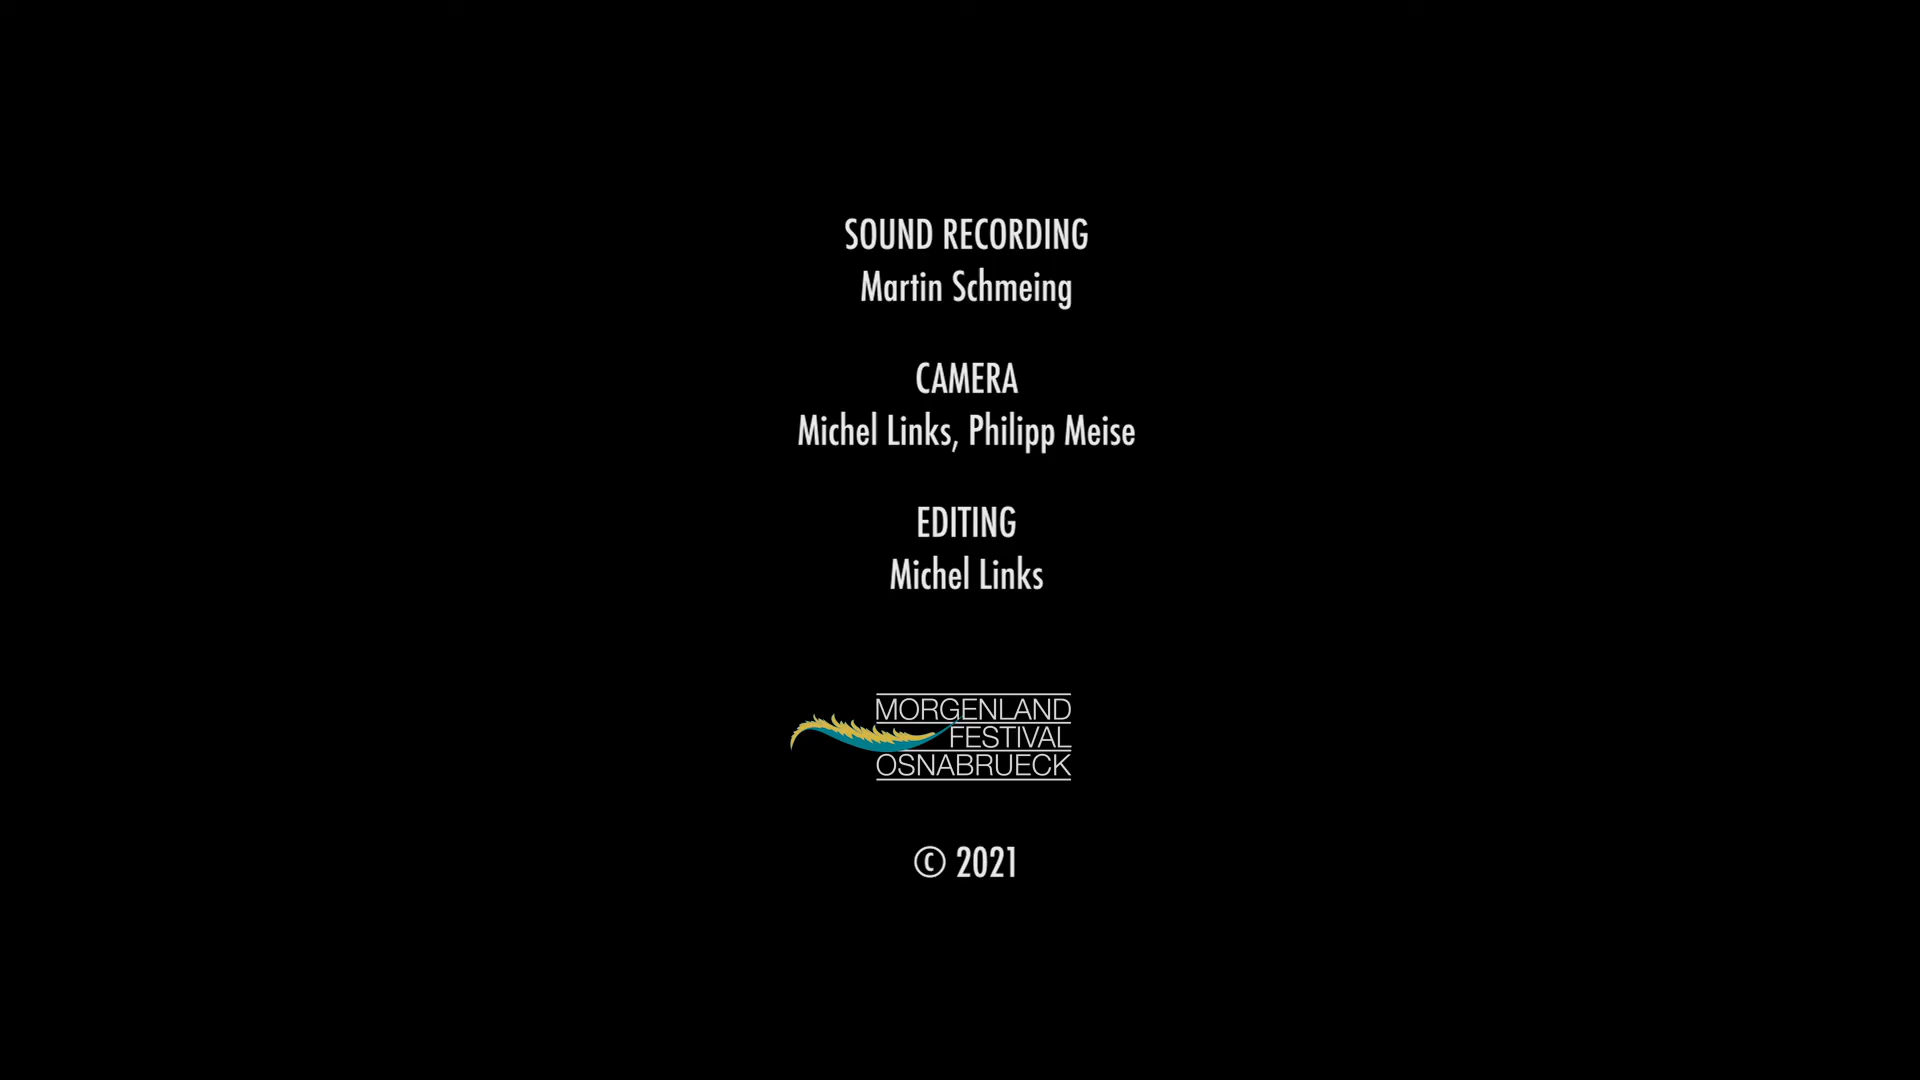 SOUND RECORDING
Martin Schmeing
CAMERA
Michel Links, Philipp Meise
EDITING
Michel Links
MORGENLAND
FESTIVAL
OSNABRUECK
© 2021